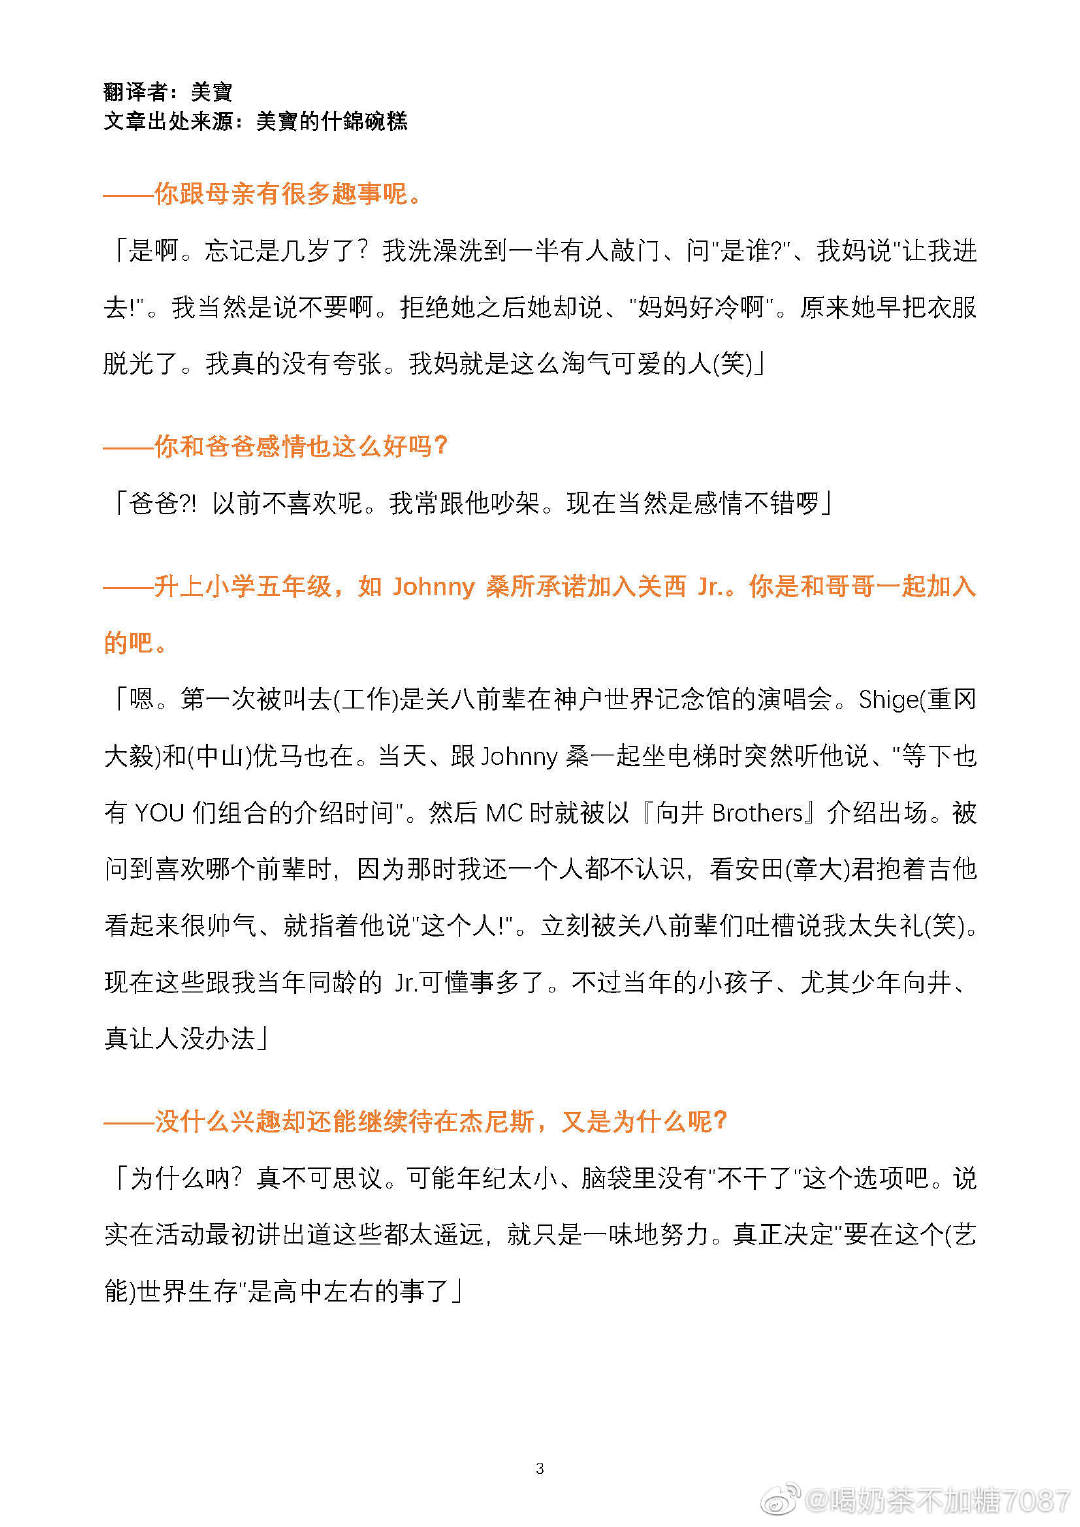 翻译者：美寶
文章出处来源：美寶的什錦碗糕
——你跟母亲有很多趣事呢。
「是啊。忘记是几岁了？我洗澡洗到一半有人敲门、问"是谁?"、我妈说"让我进
去!"。我当然是说不要啊。拒绝她之后她却说、"妈妈好冷啊"。原来她早把衣服
脱光了。我真的没有夸张。我妈就是这么淘气可爱的人(笑)」
——你和爸爸感情也这么好吗？
「爸爸?! 以前不喜欢呢。我常跟他吵架。现在当然是感情不错啰」
——升上小学五年级，如 Johnny 桑所承诺加入关西 Jr.。你是和哥哥一起加入
的吧。
「嗯。第一次被叫去(工作)是关八前辈在神户世界记念馆的演唱会。Shige(重冈
大毅)和(中山)优马也在。当天、跟 Johnny 桑一起坐电梯时突然听他说、"等下也
有 YOU 们组合的介绍时间"。然后 MC 时就被以『向井 Brothers』介绍出场。被
问到喜欢哪个前辈时，因为那时我还一个人都不认识，看安田(章大)君抱着吉他
看起来很帅气、就指着他说"这个人!"。立刻被关八前辈们吐槽说我太失礼(笑)。
现在这些跟我当年同龄的 Jr.可懂事多了。不过当年的小孩子、尤其少年向井、
真让人没办法」
——没什么兴趣却还能继续待在杰尼斯，又是为什么呢？
「为什么呐？真不可思议。可能年纪太小、脑袋里没有"不干了"这个选项吧。说
实在活动最初讲出道这些都太遥远，就只是一味地努力。真正决定"要在这个(艺
能)世界生存"是高中左右的事了」
3
@喝奶茶不加糖7087